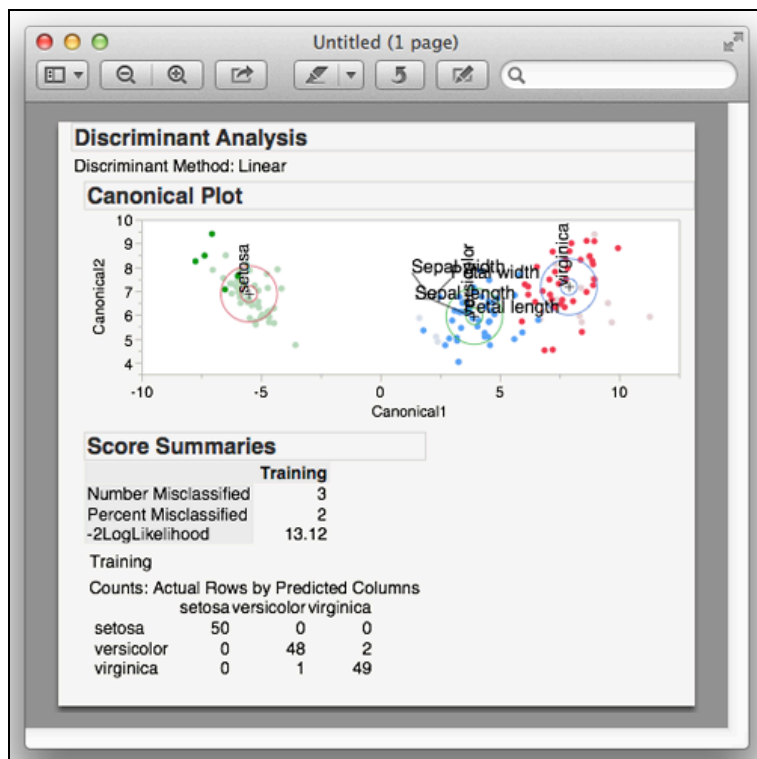 Untitled (1 page)
Discriminant Analysis
Discriminant Method: Linear
Canonical Plot
10
9
8
7
6
5
4
Canonical2
setosa
versicolor
virginica
Sepal width
Petal width
Sepal length
Petal length
-10 -5 0 5 10
Canonical1
Score Summaries
Training
Number Misclassified 3
Percent Misclassified 2
-2LogLikelihood 13.12
Training
Counts: Actual Rows by Predicted Columns
setosa versicolor virginica
setosa 50 0 0
versicolor 0 48 2
virginica 0 1 49